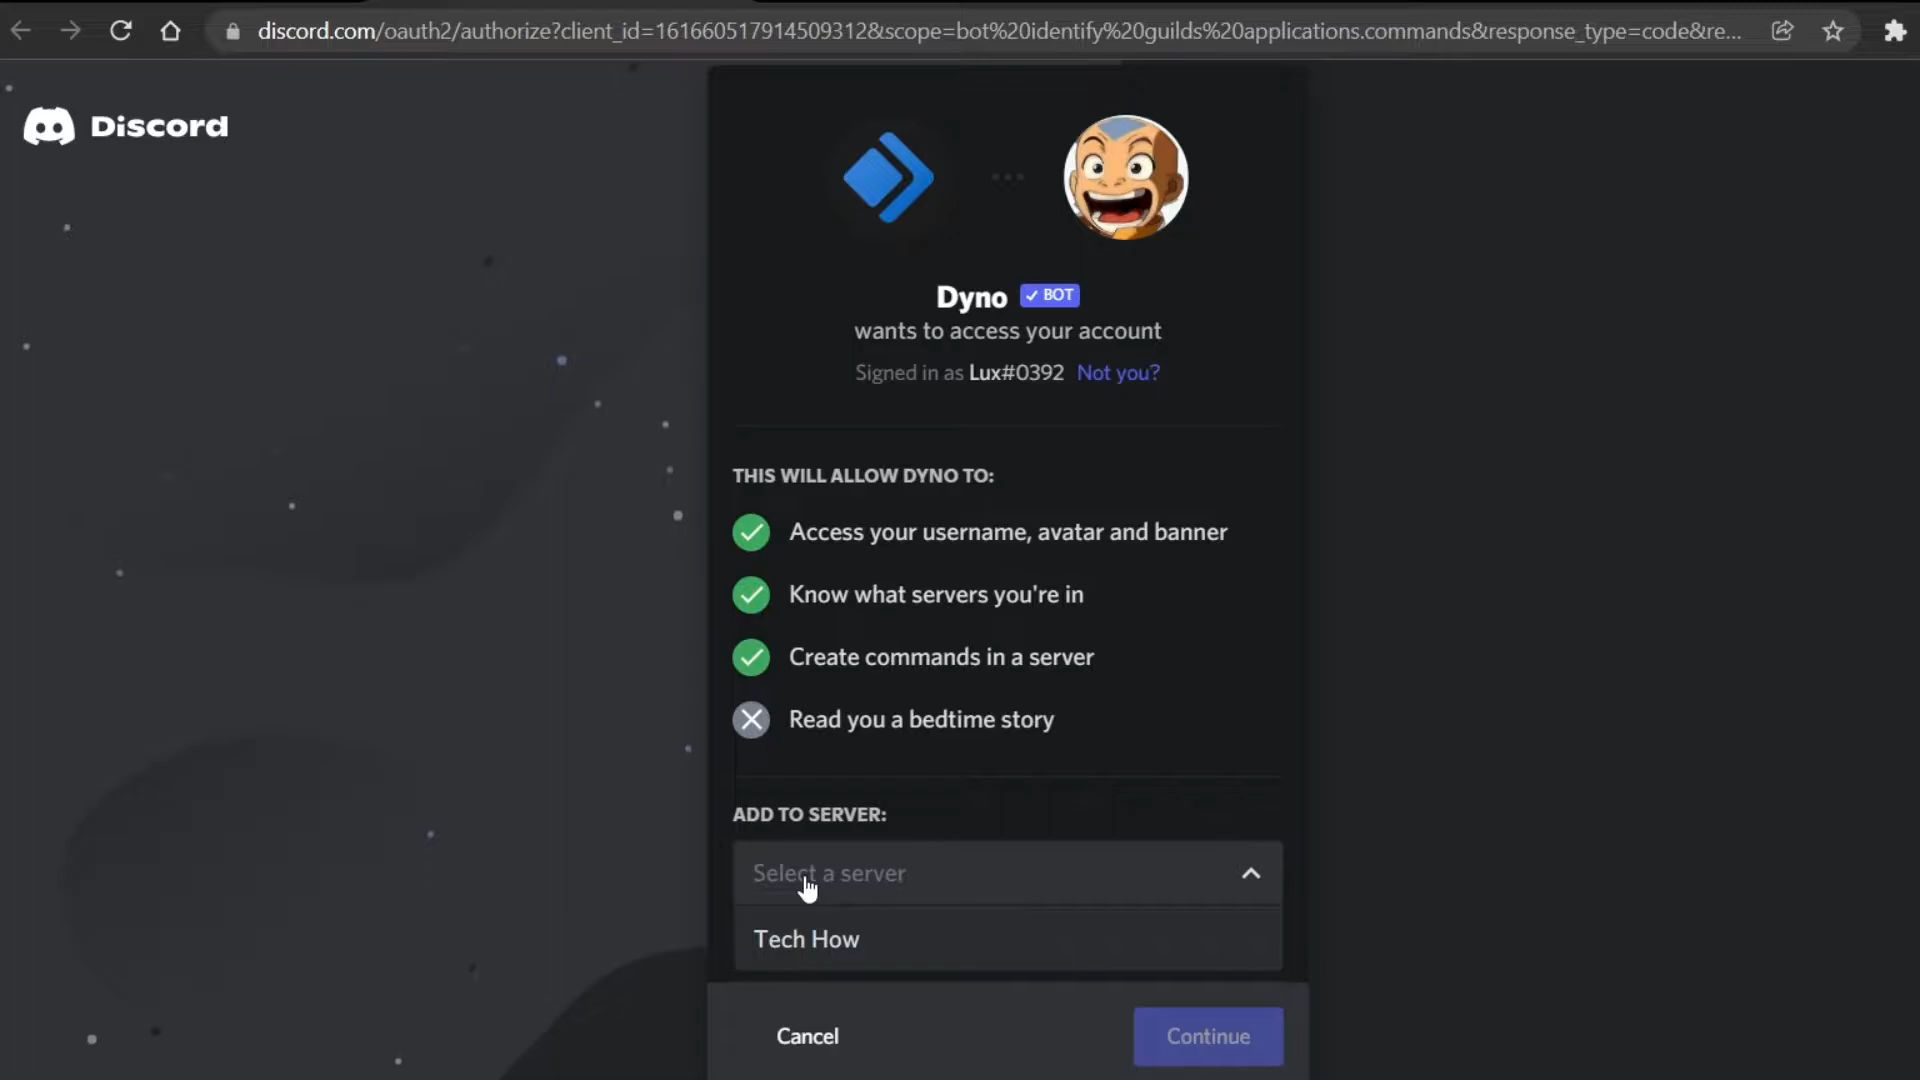 discord.com/oauth2/authorize?client_id=161660517914509312&scope=bot%20identify%20guilds%20applications.commands&response_type=code&re...
Discord
Dyno ✓ BOT
wants to access your account
Signed in as Lux#0392 Not you?
THIS WILL ALLOW DYNO TO:
Access your username, avatar and banner
Know what servers you're in
Create commands in a server
Read you a bedtime story
ADD TO SERVER:
Select a server
Tech How
Cancel Continue